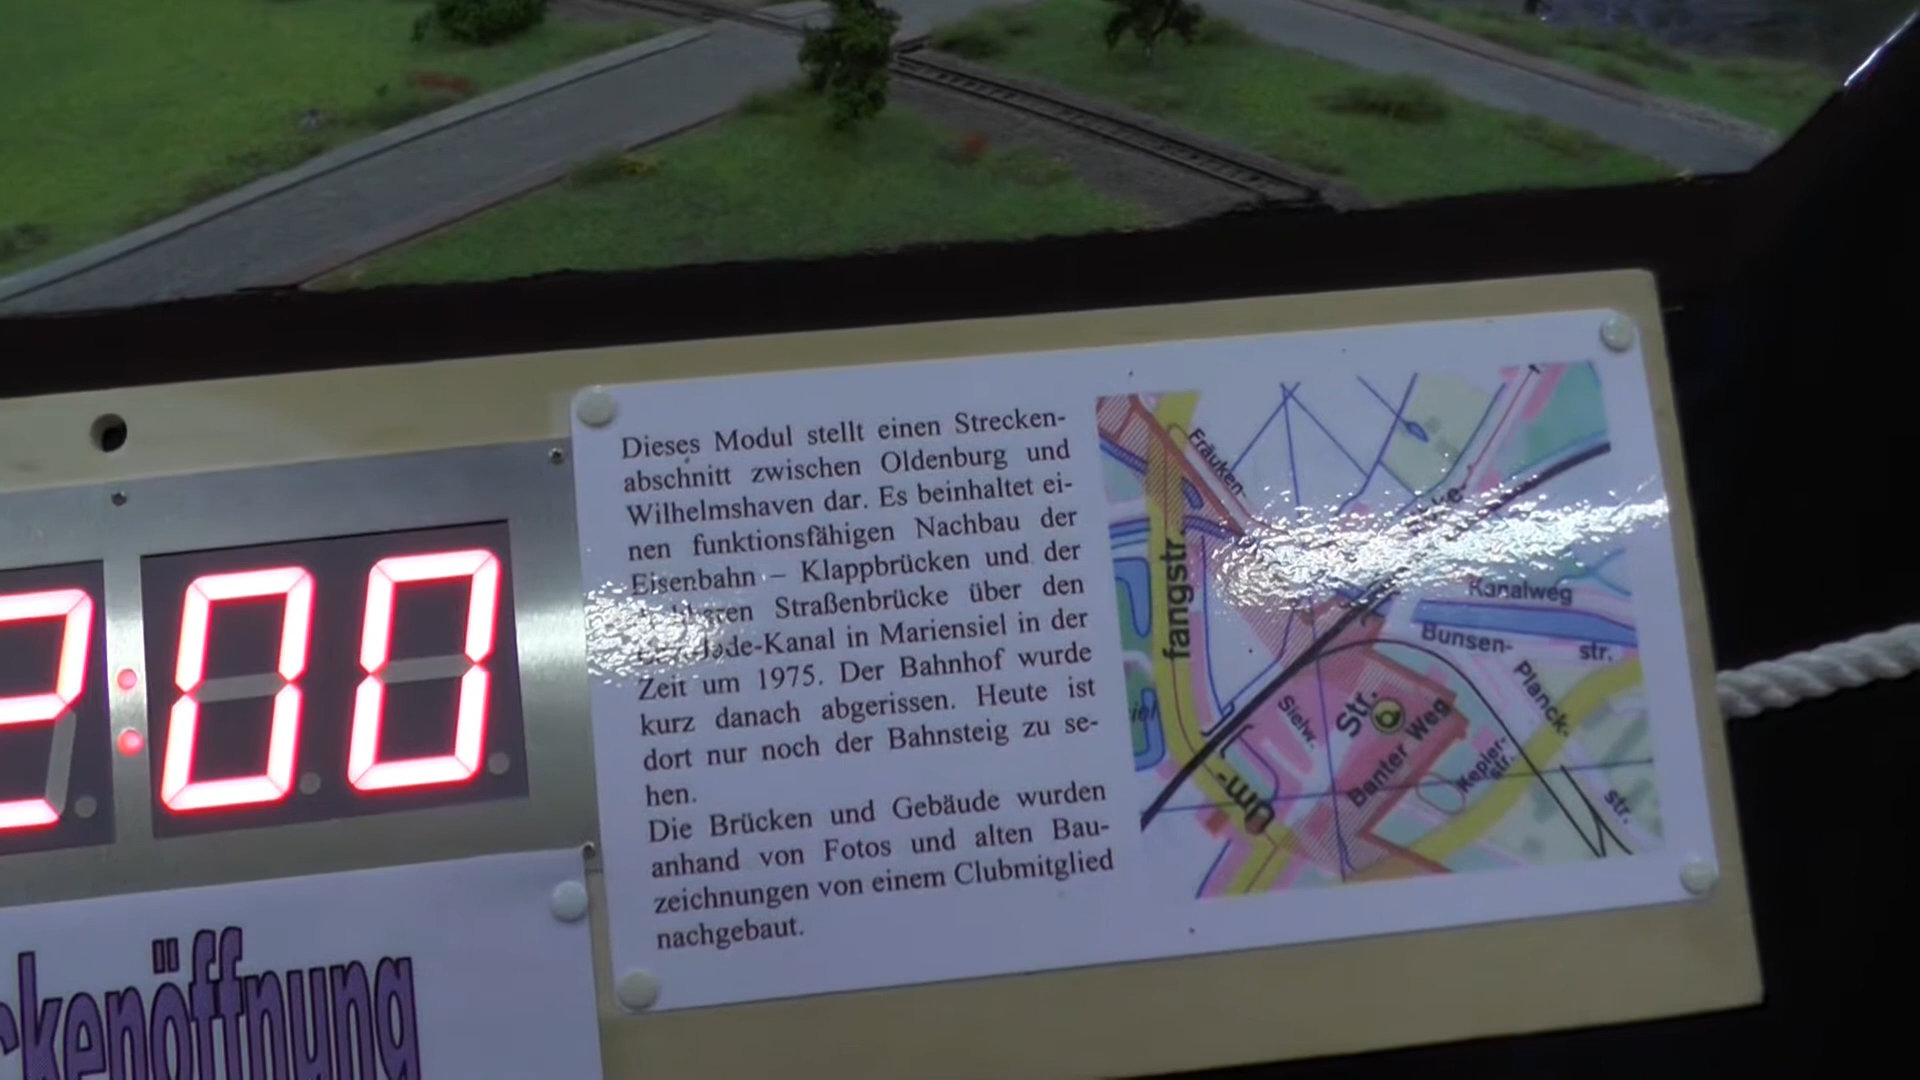 Dieses Modul stellt einen Strecken-
abschnitt zwischen Oldenburg und
Wilhelmshaven dar. Es beinhaltet ei-
nen funktionsfähigen Nachbau der
Eisenbahn – Klappbrücken und der
Straßenbrücke über den
-Jade-Kanal in Mariensiel in der
Zeit um 1975. Der Bahnhof wurde
kurz danach abgerissen. Heute ist
dort nur noch der Bahnsteig zu se-
hen.
Die Brücken und Gebäude wurden
anhand von Fotos und alten Bau-
zeichnungen von einem Clubmitglied
nachgebaut.
Fräuken-
fangstr.
Kanalweg
Bunsen-
str.
Planck-
str.
Sielw.
Str.
Banter Weg
Kepler-
str.
Um-
iel
2:00
ckenöffnung